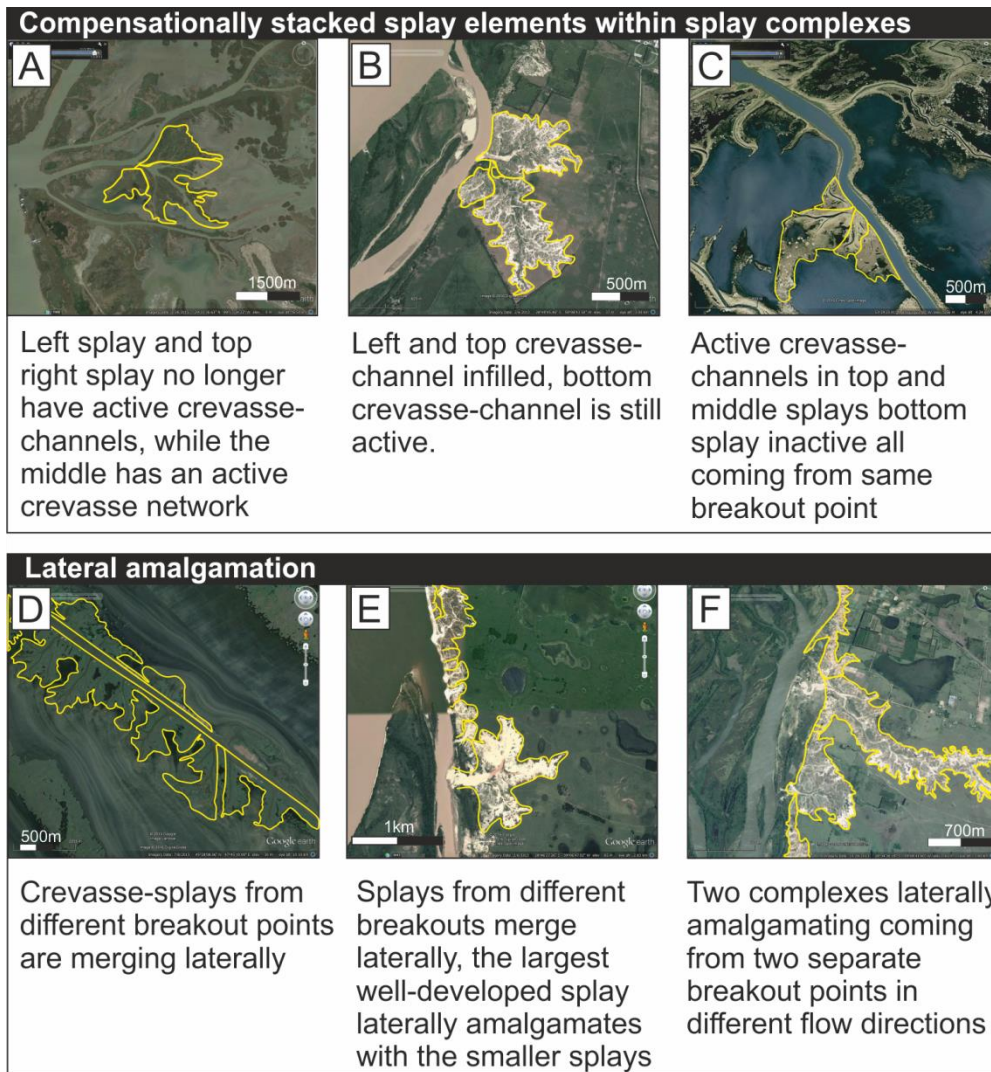 Compensationally stacked splay elements within splay complexes
A
B
C
1500m
500m
500m
Left splay and top
right splay no longer
have active crevasse-
channels, while the
middle has an active
crevasse network
Left and top crevasse-
channel infilled, bottom
crevasse-channel is still
active.
Active crevasse-
channels in top and
middle splays bottom
splay inactive all
coming from same
breakout point
Lateral amalgamation
D
E
F
500m
Google earth
1km
Google earth
700m
Crevasse-splays from
different breakout points
are merging laterally
Splays from different
breakouts merge
laterally, the largest
well-developed splay
laterally amalgamates
with the smaller splays
Two complexes laterally
amalgamating coming
from two separate
breakout points in
different flow directions